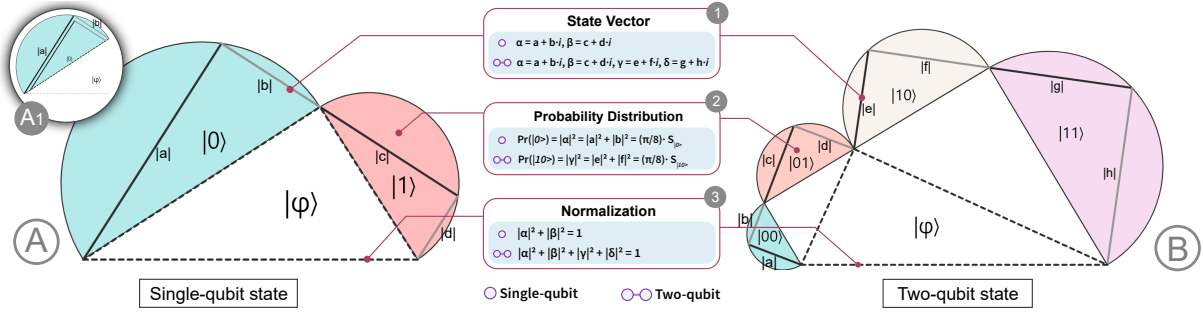 |a|
|b|
|0⟩
|φ⟩
A1
|b|
|a|
|0⟩
|c|
|1⟩
|d|
|φ⟩
A
Single-qubit state
1
State Vector
α = a + b·i, β = c + d·i
α = a + b·i, β = c + d·i, γ = e + f·i, δ = g + h·i
2
Probability Distribution
Pr(|0>) = |α|² = |a|² + |b|² = (π/8)· S|0>
Pr(|10>) = |γ|² = |e|² + |f|² = (π/8)· S|10>
3
Normalization
|α|² + |β|² = 1
|α|² + |β|² + |γ|² + |δ|² = 1
Single-qubit
Two-qubit
|f|
|e|
|10⟩
|g|
|11⟩
|h|
|c|
|d|
|01⟩
|b|
|00⟩
|a|
|φ⟩
B
Two-qubit state